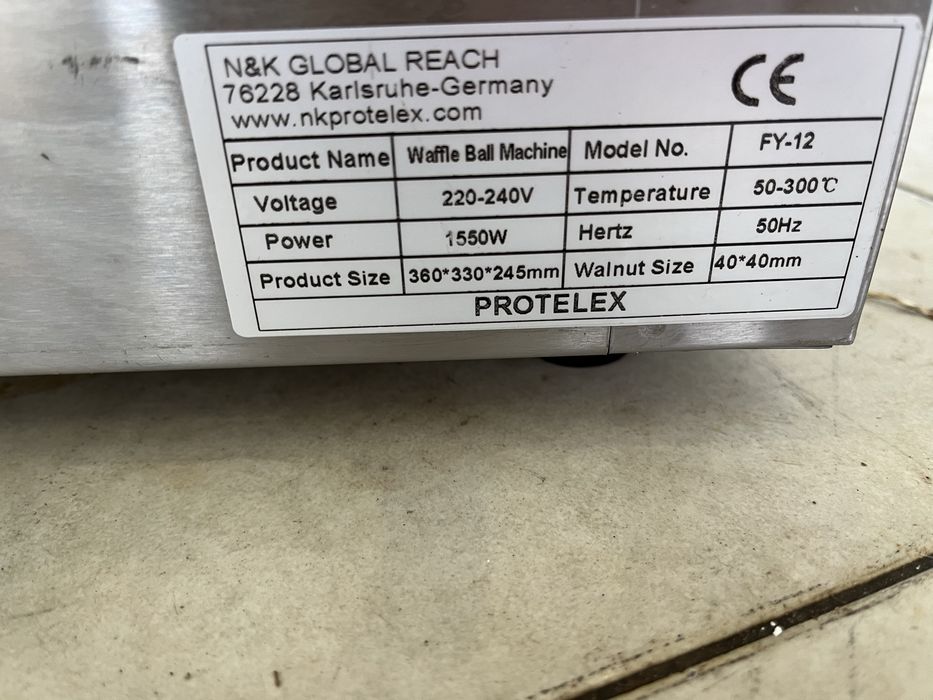 N&K GLOBAL REACH
76228 Karlsruhe-Germany
www.nkprotelex.com
CE
Product Name Waffle Ball Machine Model No. FY-12
Voltage 220-240V Temperature 50-300℃
Power 1550W Hertz 50Hz
Product Size 360*330*245mm Walnut Size 40*40mm
PROTELEX